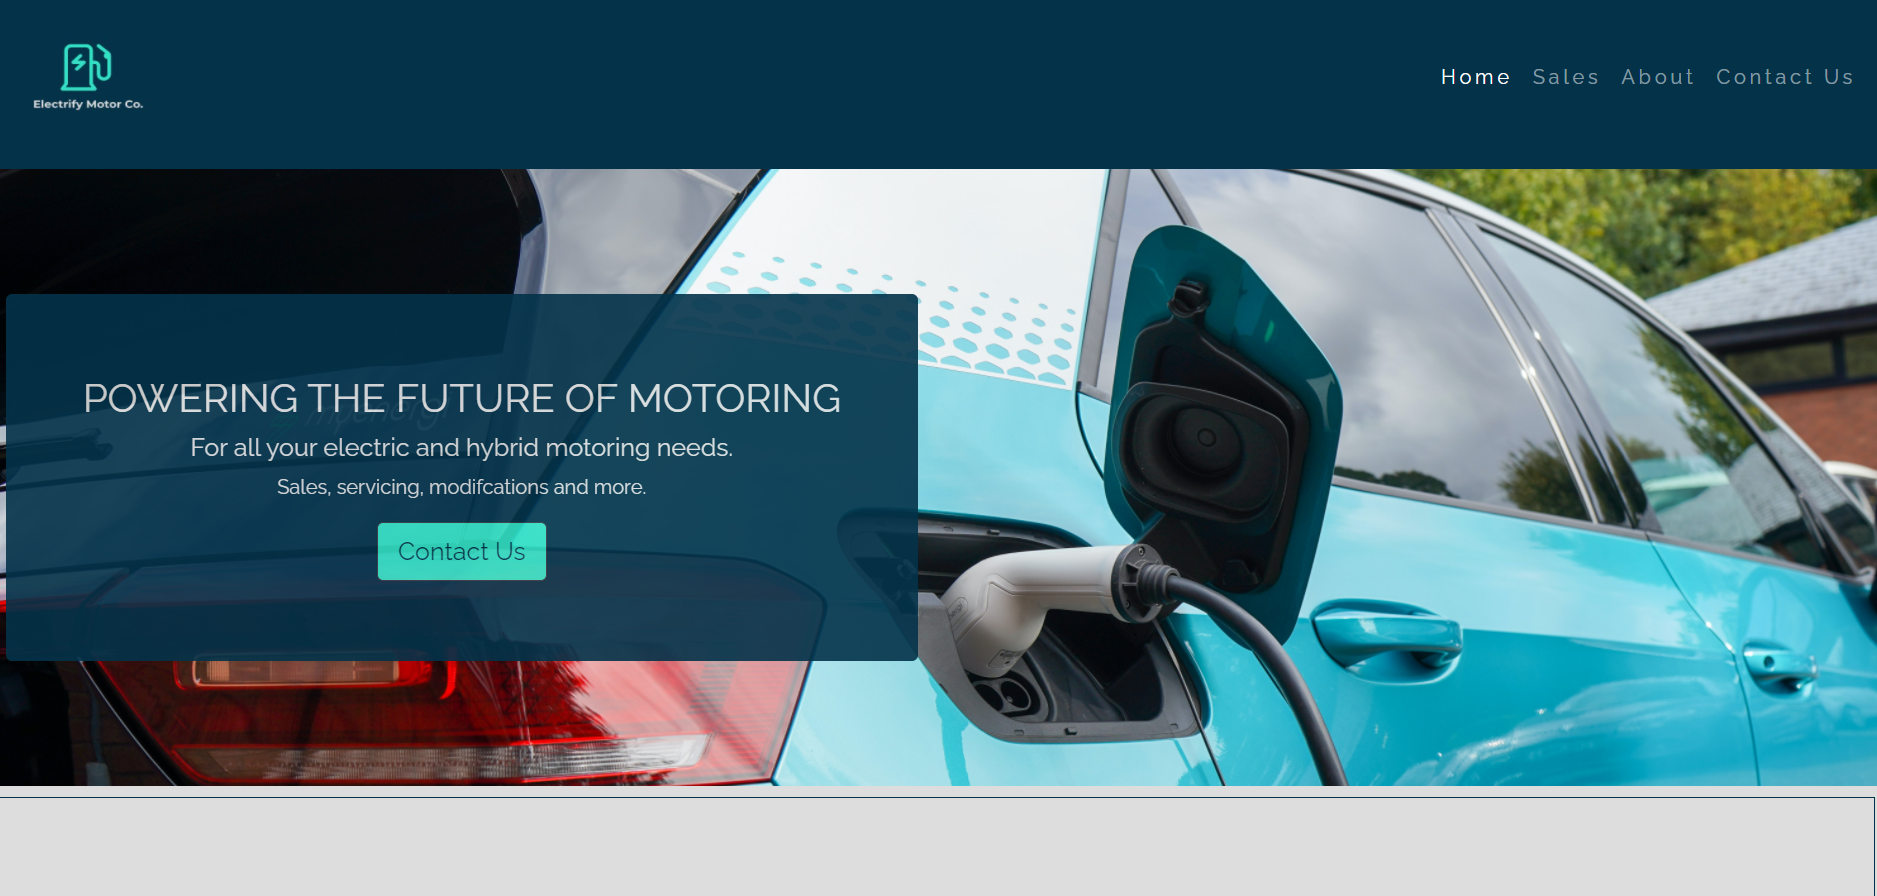 Electrify Motor Co.
Home Sales About Contact Us
POWERING THE FUTURE OF MOTORING
For all your electric and hybrid motoring needs.
Sales, servicing, modifcations and more.
Contact Us